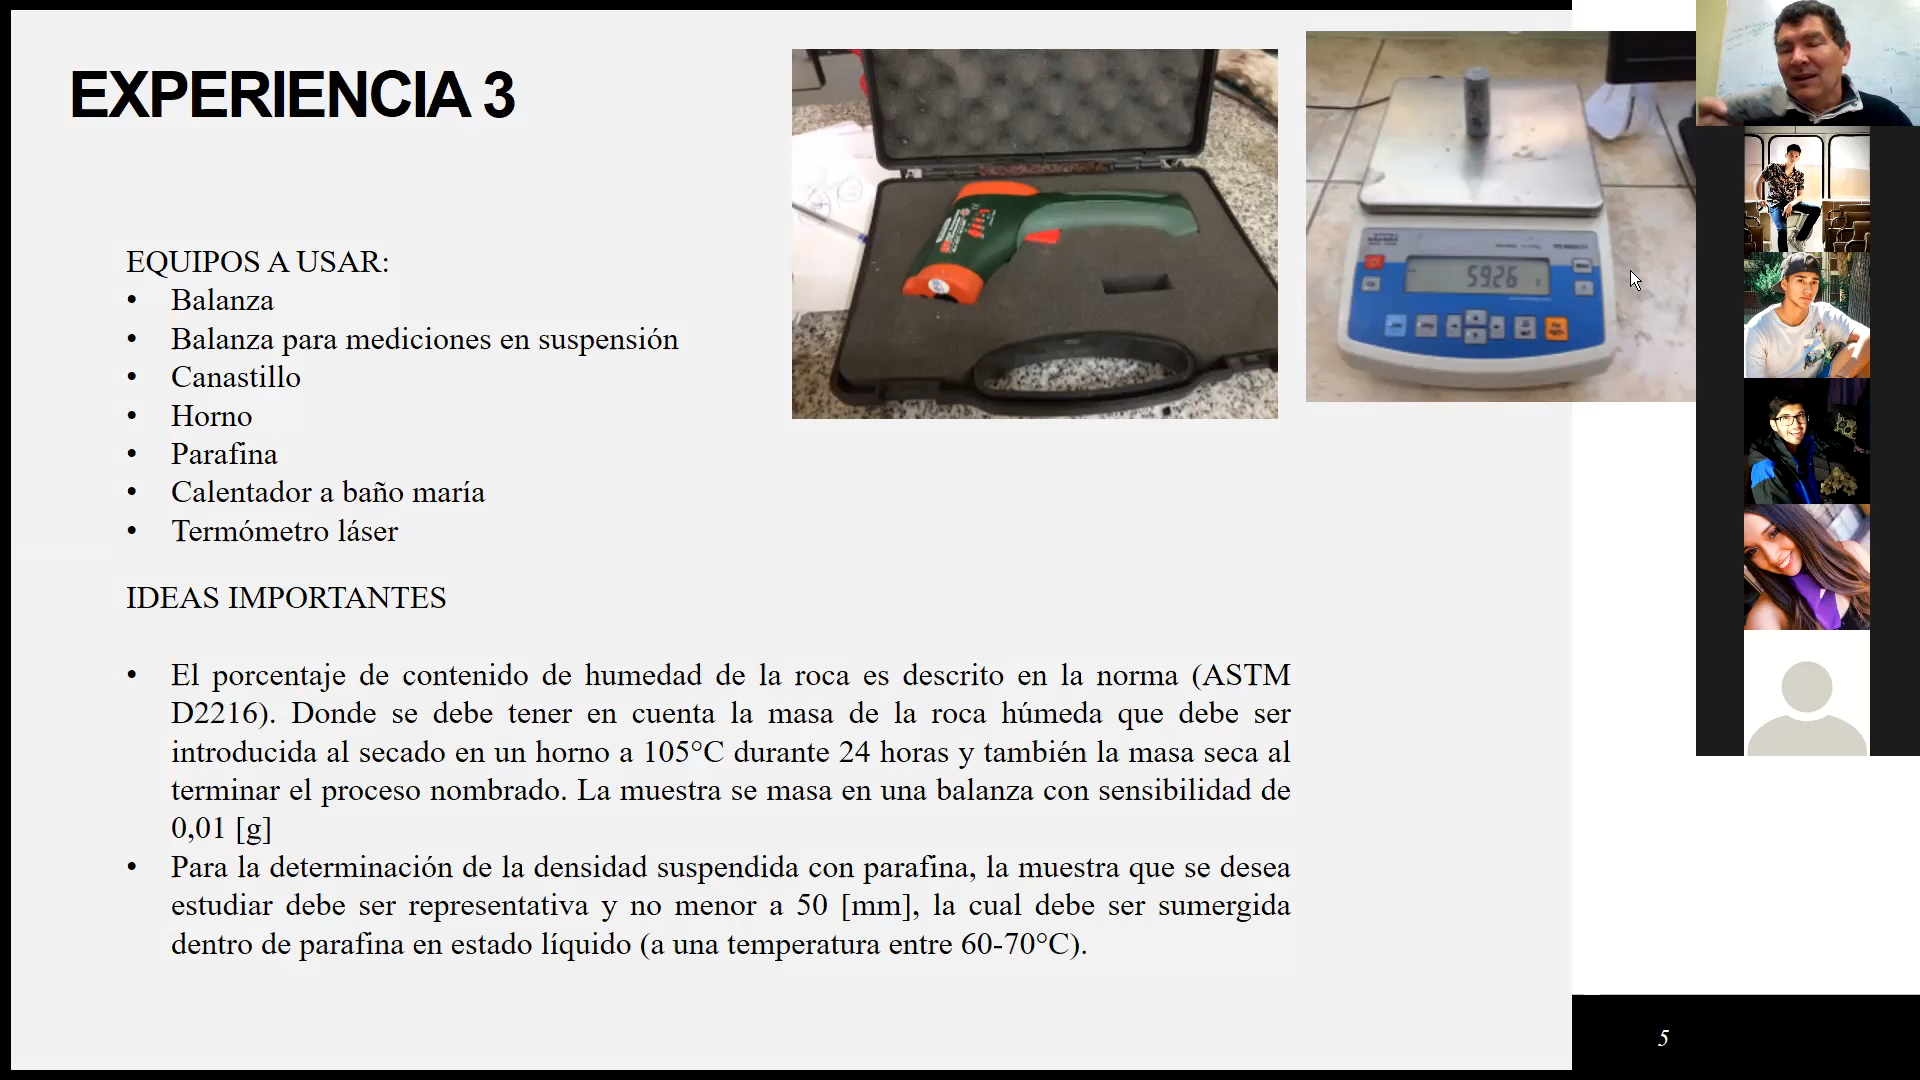 EXPERIENCIA 3
EQUIPOS A USAR:
• Balanza
• Balanza para mediciones en suspensión
• Canastillo
• Horno
• Parafina
• Calentador a baño maría
• Termómetro láser
IDEAS IMPORTANTES
• El porcentaje de contenido de humedad de la roca es descrito en la norma (ASTM
D2216). Donde se debe tener en cuenta la masa de la roca húmeda que debe ser
introducida al secado en un horno a 105°C durante 24 horas y también la masa seca al
terminar el proceso nombrado. La muestra se masa en una balanza con sensibilidad de
0,01 [g]
• Para la determinación de la densidad suspendida con parafina, la muestra que se desea
estudiar debe ser representativa y no menor a 50 [mm], la cual debe ser sumergida
dentro de parafina en estado líquido (a una temperatura entre 60-70°C).
59.26
5